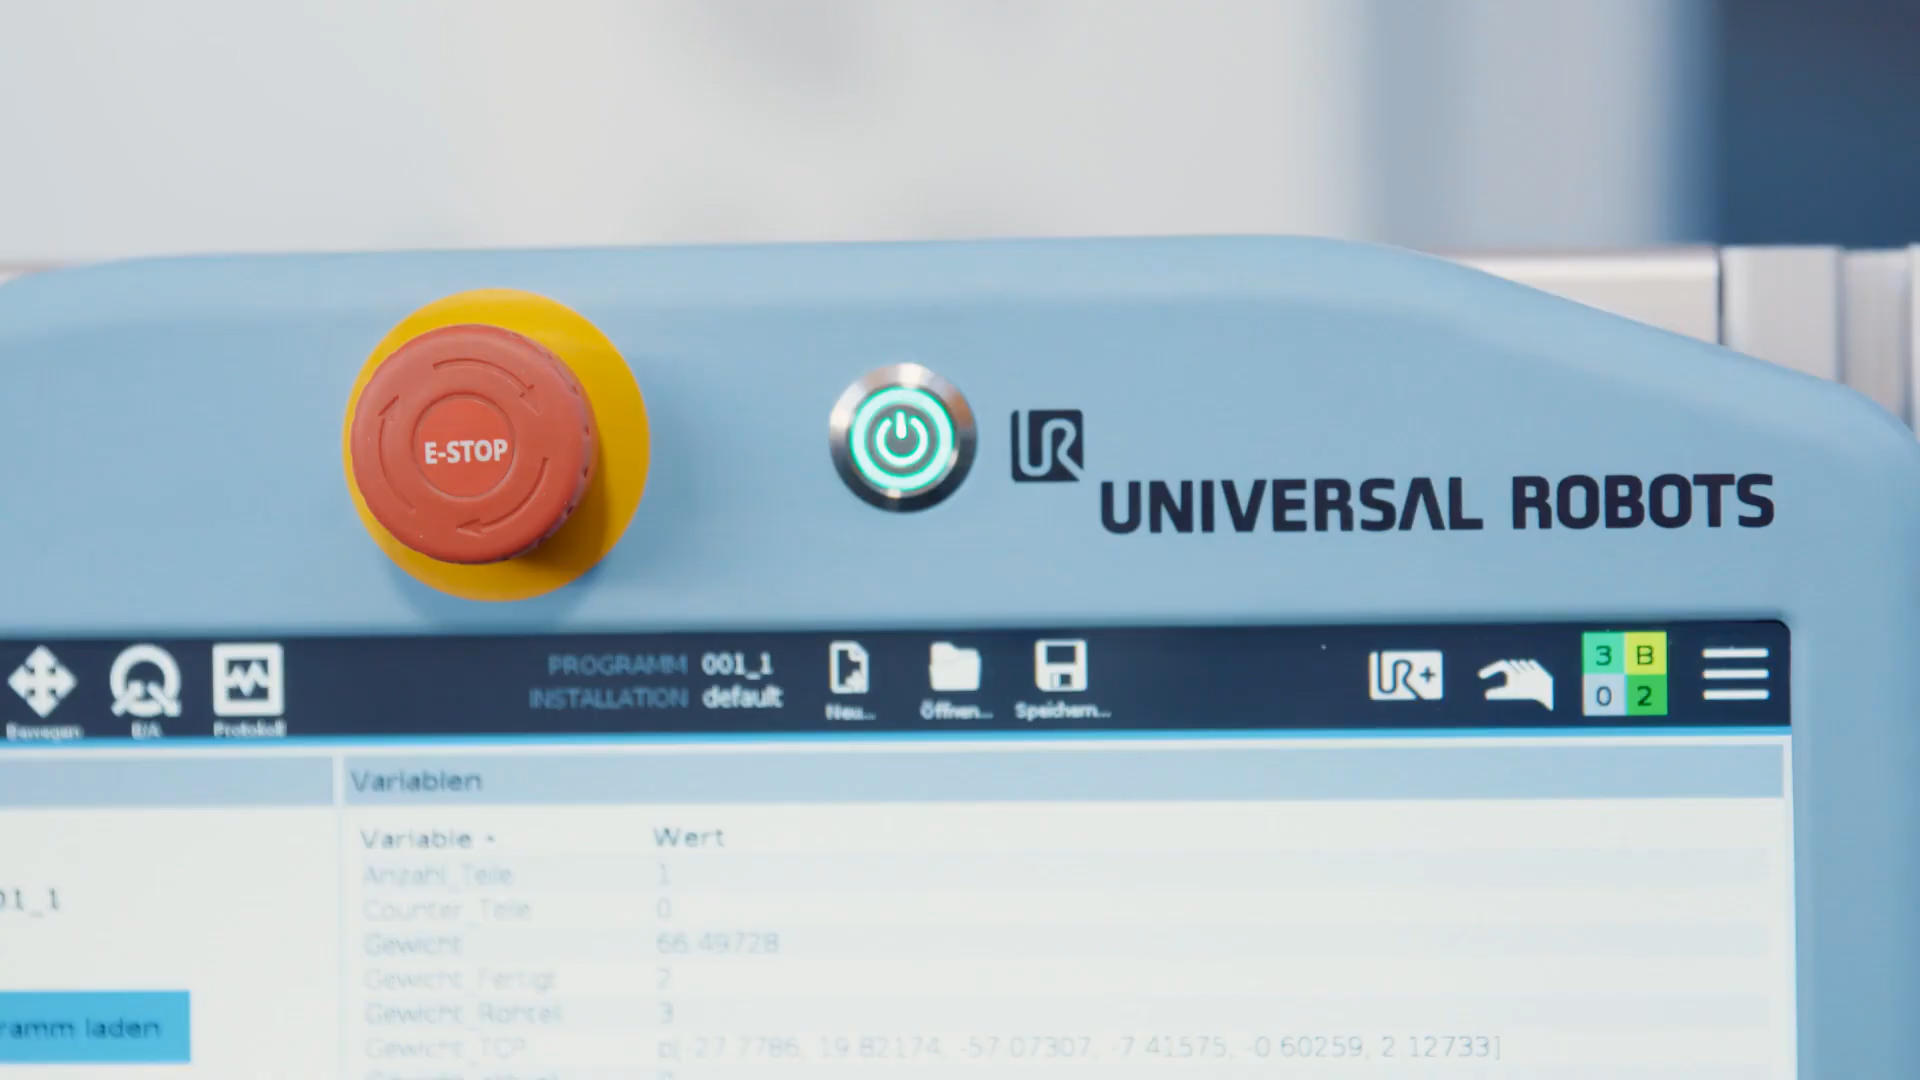 E-STOP
UNIVERSAL ROBOTS
UR+
3 B
0 2
PROGRAMM 001_1
INSTALLATION default
Bewegen
E/A
Protokoll
Neu...
Öffnen...
Speichern...
Variablen
Variable Wert
Anzahl_Teile 1
Counter_Teile 0
Gewicht 66.49728
Gewicht_Fertigt 2
Gewicht_Rohteil 3
Gewicht_TCP p[-27.7786, 19.82174, -57.07307, -7.41575, -0.60259, 2.12733]
01_1
ramm laden